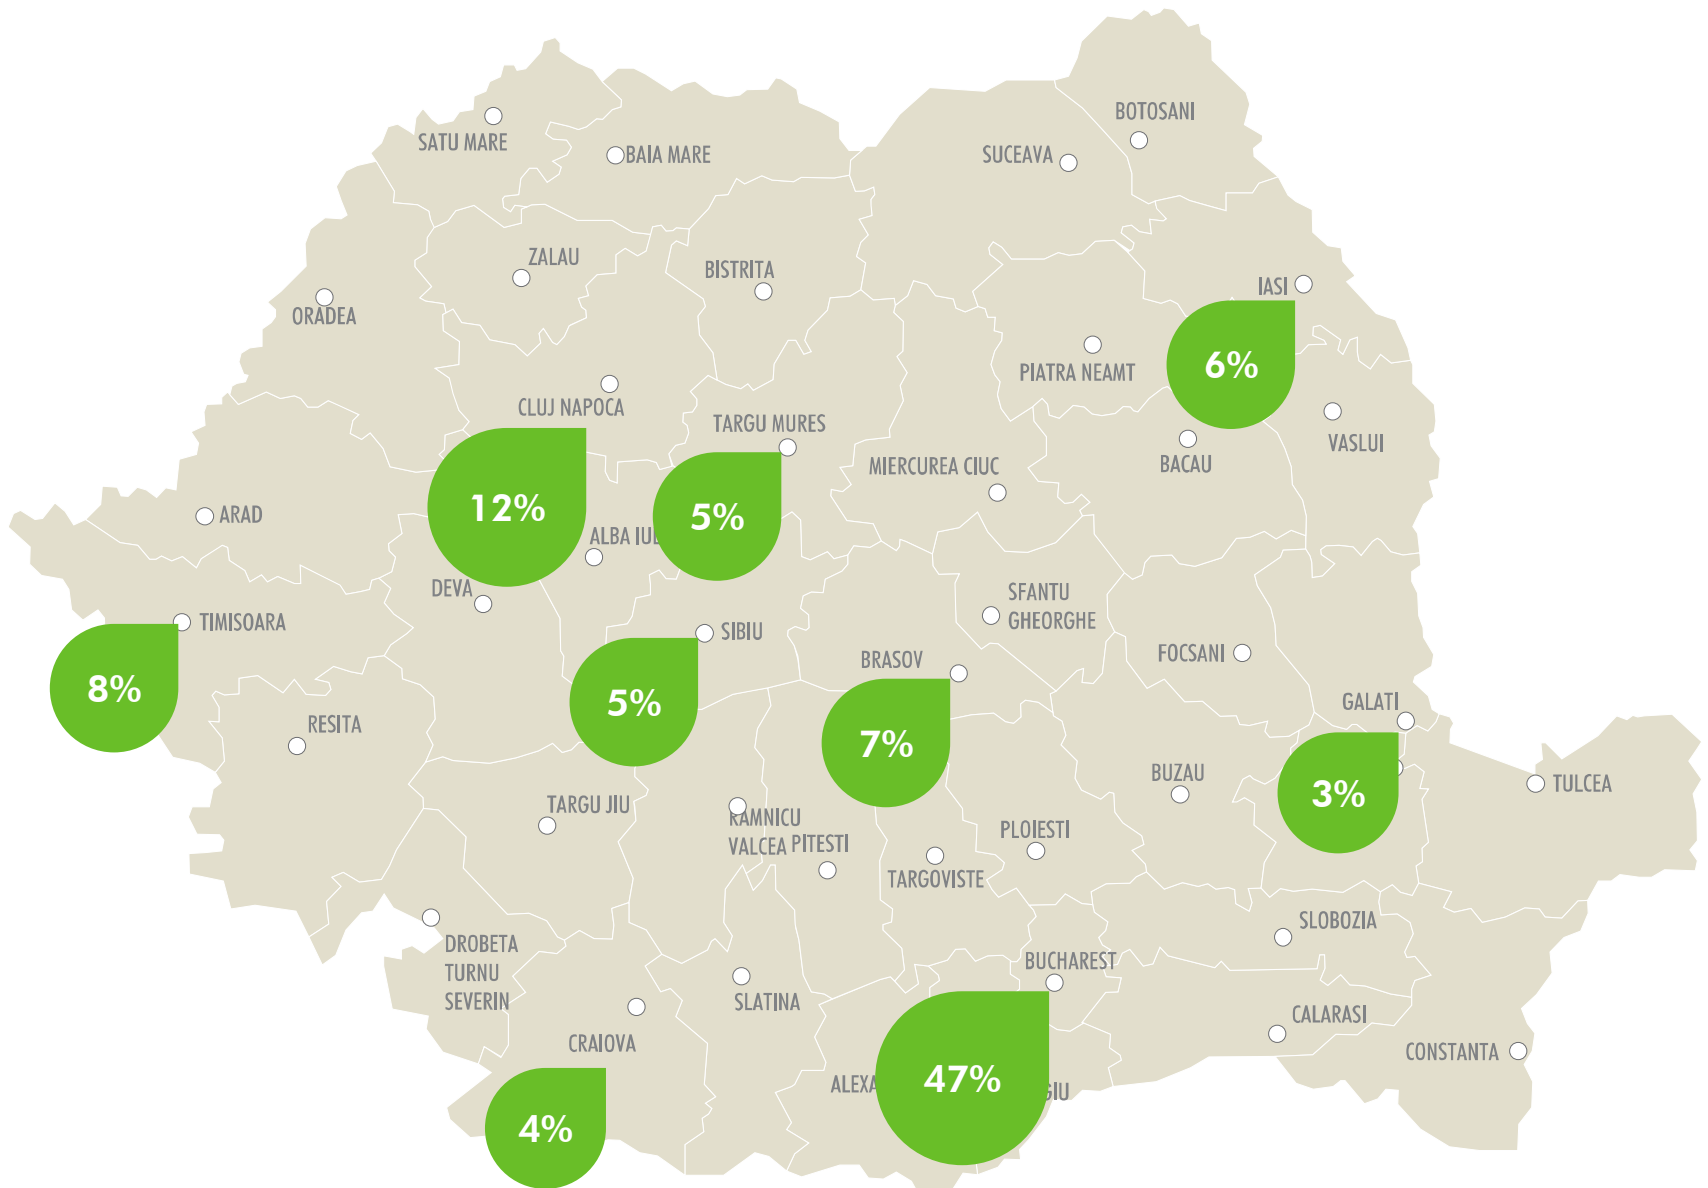 BOTOSANI
SATU MARE
BAIA MARE
SUCEAVA
ZALAU
BISTRITA
IASI
ORADEA
6%
PIATRA NEAMT
CLUJ NAPOCA
TARGU MURES
VASLUI
BACAU
MIERCUREA CIUC
12%
5%
ARAD
ALBA IUL
DEVA
SFANTU
GHEORGHE
TIMISOARA
SIBIU
FOCSANI
BRASOV
8%
5%
GALATI
RESITA
7%
BUZAU
3%
TULCEA
TARGU JIU
RAMNICU
VALCEA
PITESTI
PLOIESTI
TARGOVISTE
SLOBOZIA
DROBETA
TURNU
SEVERIN
BUCHAREST
SLATINA
CALARASI
CRAIOVA
CONSTANTA
47%
ALEXA
GIU
4%